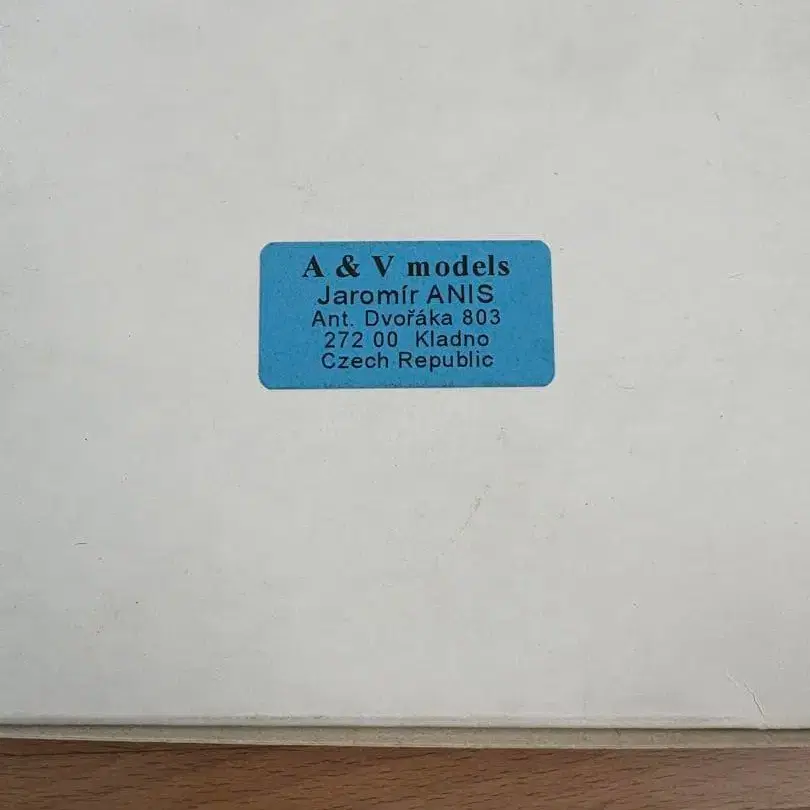 A & V models
Jaromír ANIS
Ant. Dvořáka 803
272 00 Kladno
Czech Republic